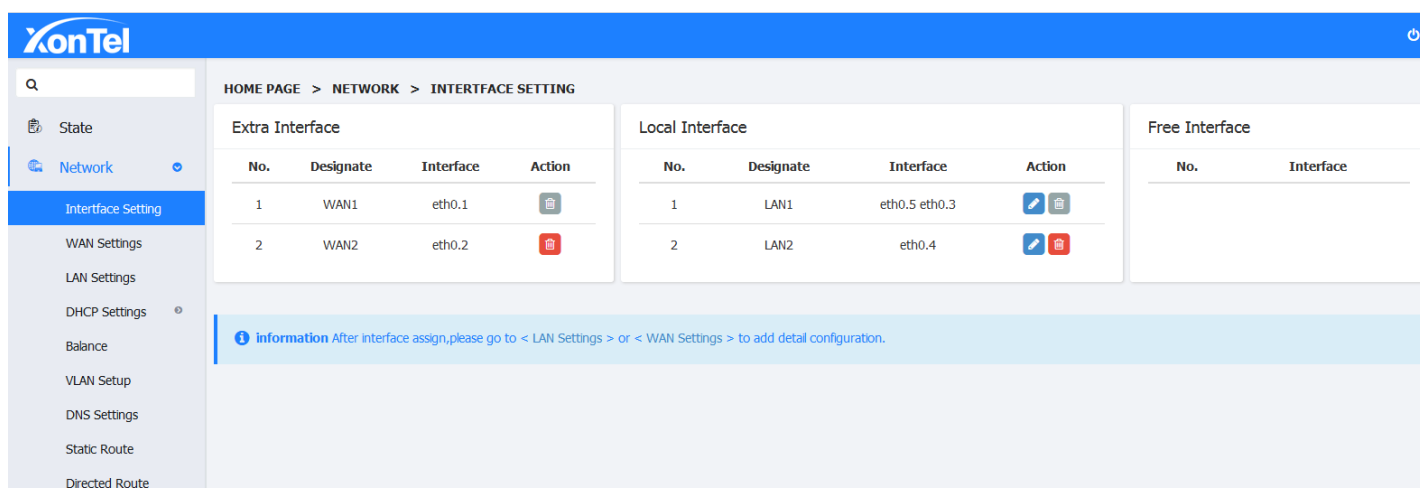 XonTel
HOME PAGE > NETWORK > INTERTFACE SETTING
State
Network
Intertface Setting
WAN Settings
LAN Settings
DHCP Settings
Balance
VLAN Setup
DNS Settings
Static Route
Directed Route
Extra Interface
No. Designate Interface Action
1 WAN1 eth0.1
2 WAN2 eth0.2
Local Interface
No. Designate Interface Action
1 LAN1 eth0.5 eth0.3
2 LAN2 eth0.4
Free Interface
No. Interface
information After interface assign,please go to < LAN Settings > or < WAN Settings > to add detail configuration.